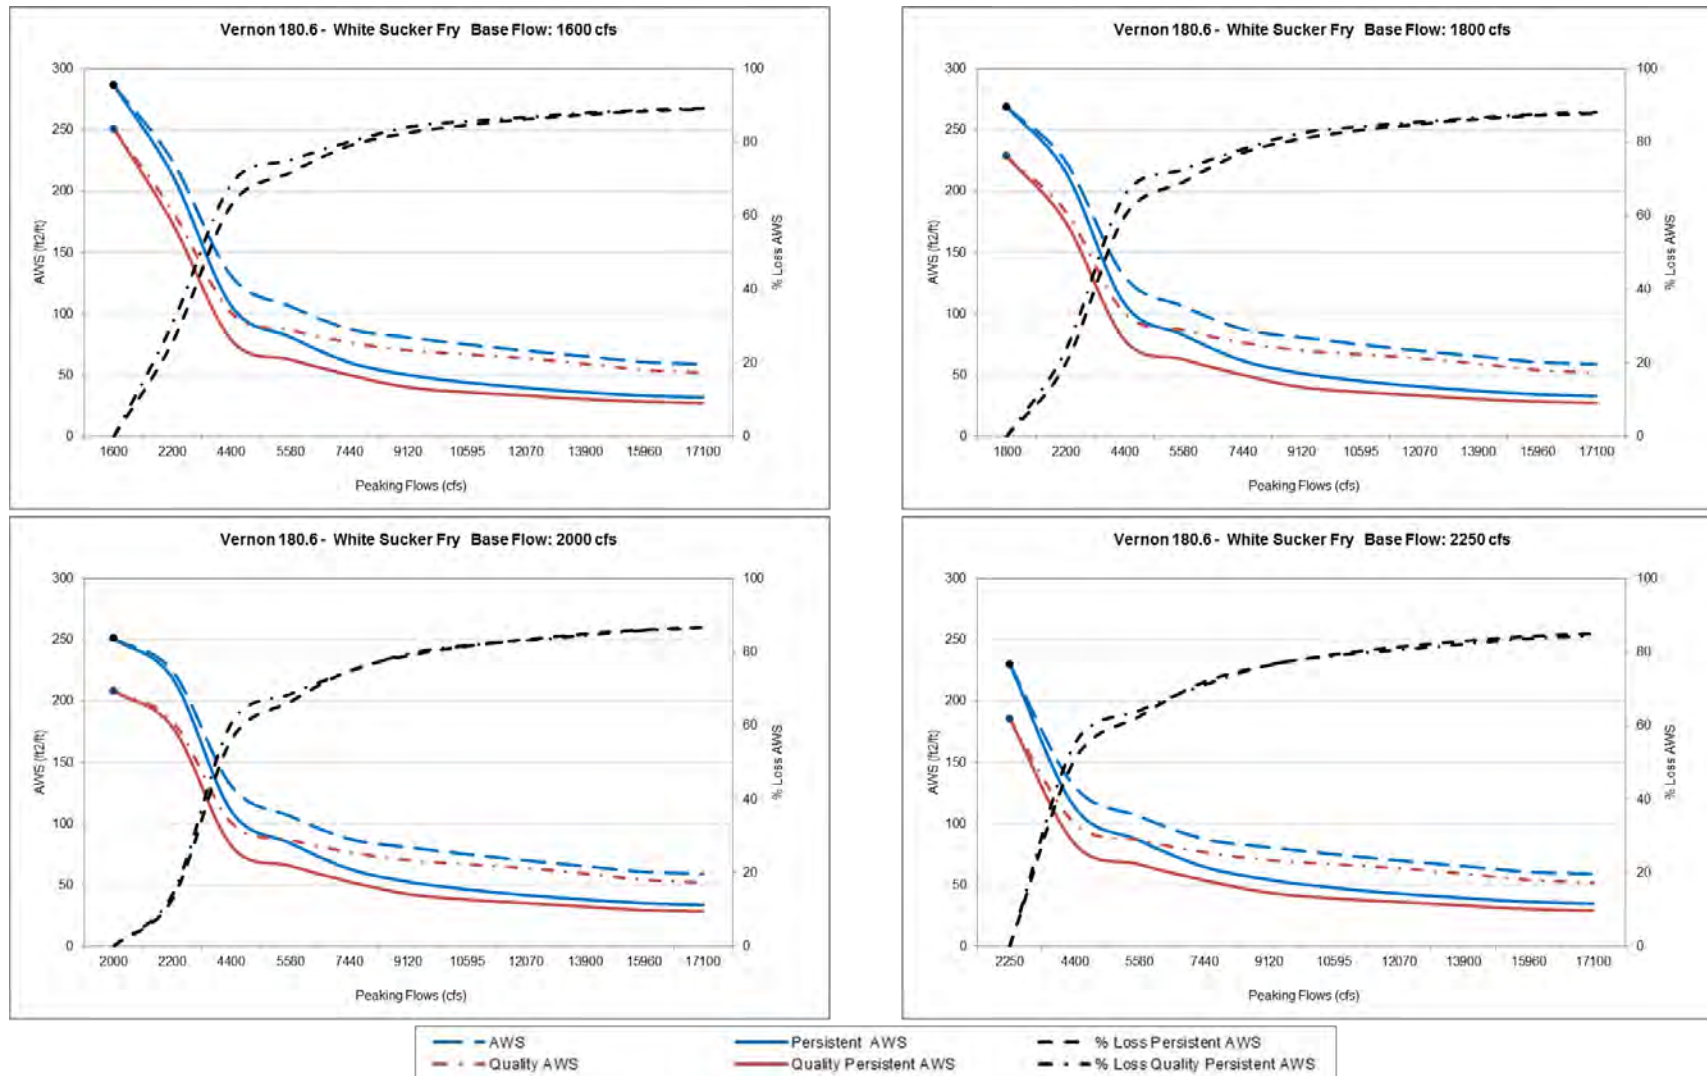 Vernon 180.6 - White Sucker Fry Base Flow: 1600 cfs
300
250
200
150
100
50
0
AWS (ft2/ft)
100
80
60
40
20
0
% Loss AWS
1600 2200 4400 5580 7440 9120 10595 12070 13900 15960 17100
Peaking Flows (cfs)
Vernon 180.6 - White Sucker Fry Base Flow: 1800 cfs
300
250
200
150
100
50
0
AWS (ft2/ft)
100
80
60
40
20
0
% Loss AWS
1800 2200 4400 5580 7440 9120 10595 12070 13900 15960 17100
Peaking Flows (cfs)
Vernon 180.6 - White Sucker Fry Base Flow: 2000 cfs
300
250
200
150
100
50
0
AWS (ft2/ft)
100
80
60
40
20
0
% Loss AWS
2000 2200 4400 5580 7440 9120 10595 12070 13900 15960 17100
Peaking Flows (cfs)
Vernon 180.6 - White Sucker Fry Base Flow: 2250 cfs
300
250
200
150
100
50
0
AWS (ft2/ft)
100
80
60
40
20
0
% Loss AWS
2250 4400 5580 7440 9120 10595 12070 13900 15960 17100
Peaking Flows (cfs)
AWS Persistent AWS % Loss Persistent AWS
Quality AWS Quality Persistent AWS % Loss Quality Persistent AWS